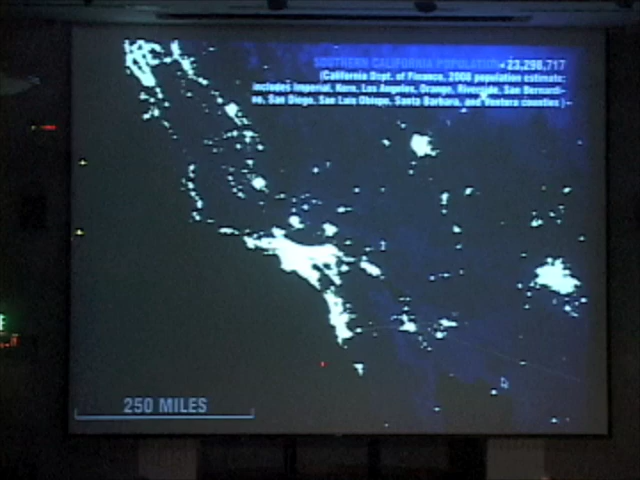 SOUTHERN CALIFORNIA POPULATION 23,298,717
(California Dept. of Finance, 2006 population estimate;
includes Imperial, Kern, Los Angeles, Orange, Riverside, San Bernardi-
no, San Diego, San Luis Obispo, Santa Barbara, and Ventura counties )
250 MILES